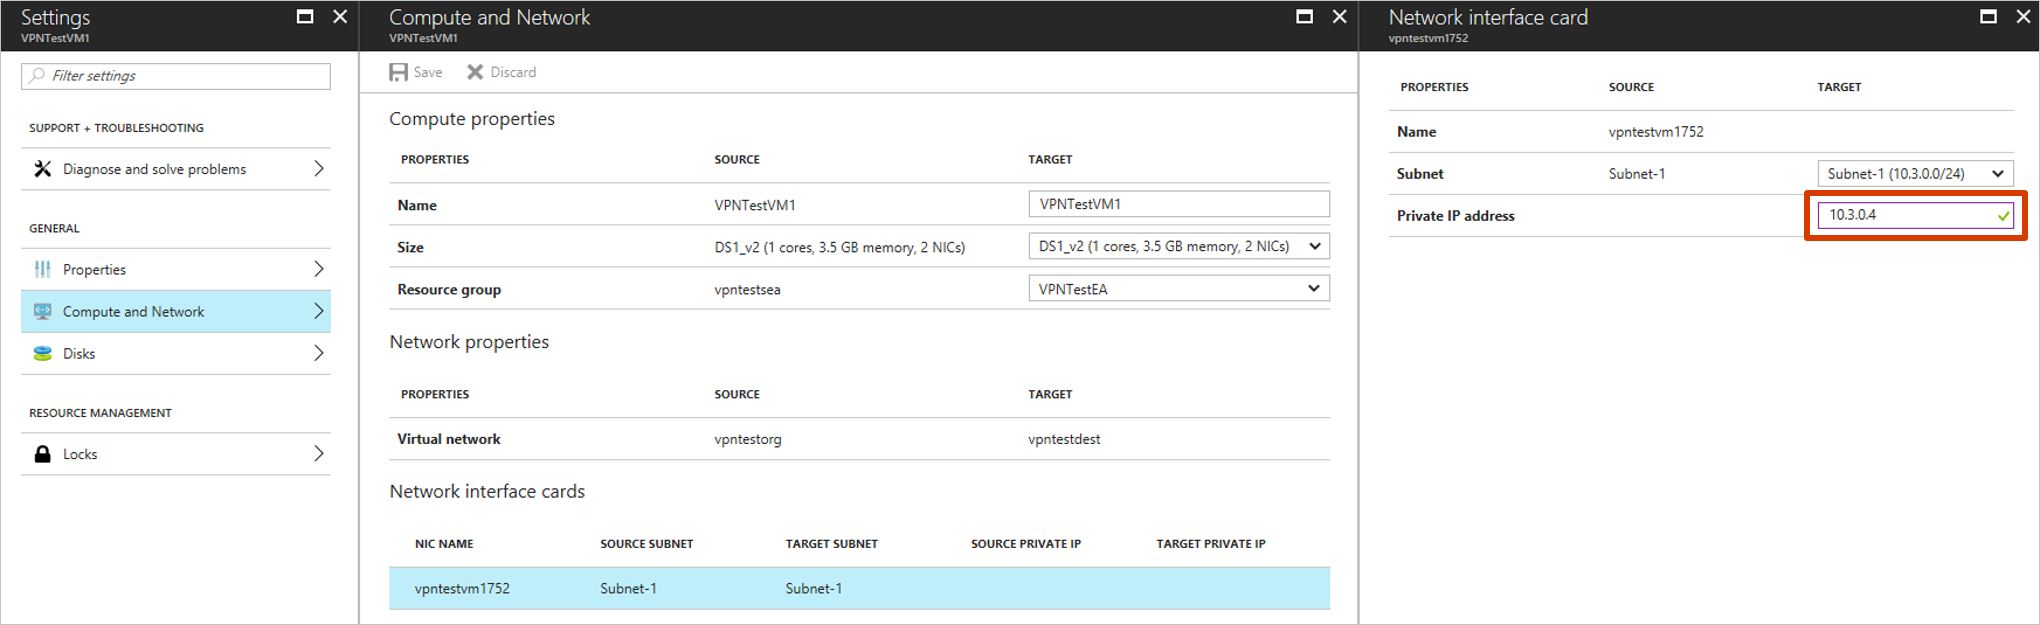 Settings
VPNTestVM1
Filter settings
SUPPORT + TROUBLESHOOTING
Diagnose and solve problems
GENERAL
Properties
Compute and Network
Disks
RESOURCE MANAGEMENT
Locks
Compute and Network
VPNTestVM1
Save Discard
Compute properties
PROPERTIES SOURCE TARGET
Name VPNTestVM1 VPNTestVM1
Size DS1_v2 (1 cores, 3.5 GB memory, 2 NICs) DS1_v2 (1 cores, 3.5 GB memory, 2 NICs)
Resource group vpntestsea VPNTestEA
Network properties
PROPERTIES SOURCE TARGET
Virtual network vpntestorg vpntestdest
Network interface cards
NIC NAME SOURCE SUBNET TARGET SUBNET SOURCE PRIVATE IP TARGET PRIVATE IP
vpntestvm1752 Subnet-1 Subnet-1
Network interface card
vpntestvm1752
PROPERTIES SOURCE TARGET
Name vpntestvm1752
Subnet Subnet-1 Subnet-1 (10.3.0.0/24)
Private IP address 10.3.0.4